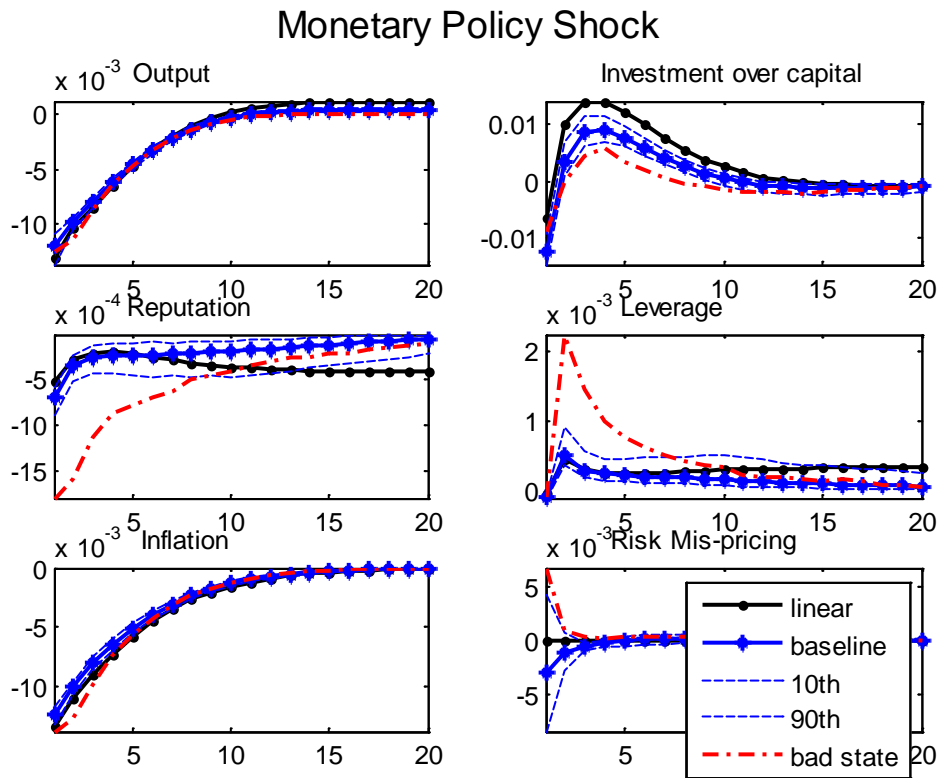 Monetary Policy Shock
x 10-3 Output
0
-5
-10
5 10 15 20
Investment over capital
0.01
0
-0.01
5 10 15 20
x 10-4 Reputation
-5
-10
-15
5 10 15 20
x 10-3 Leverage
2
1
0
5 10 15 20
x 10-3 Inflation
0
-5
-10
5 10 15 20
x 10-3 Risk Mis-pricing
5
0
-5
5
linear
baseline
10th
90th
bad state